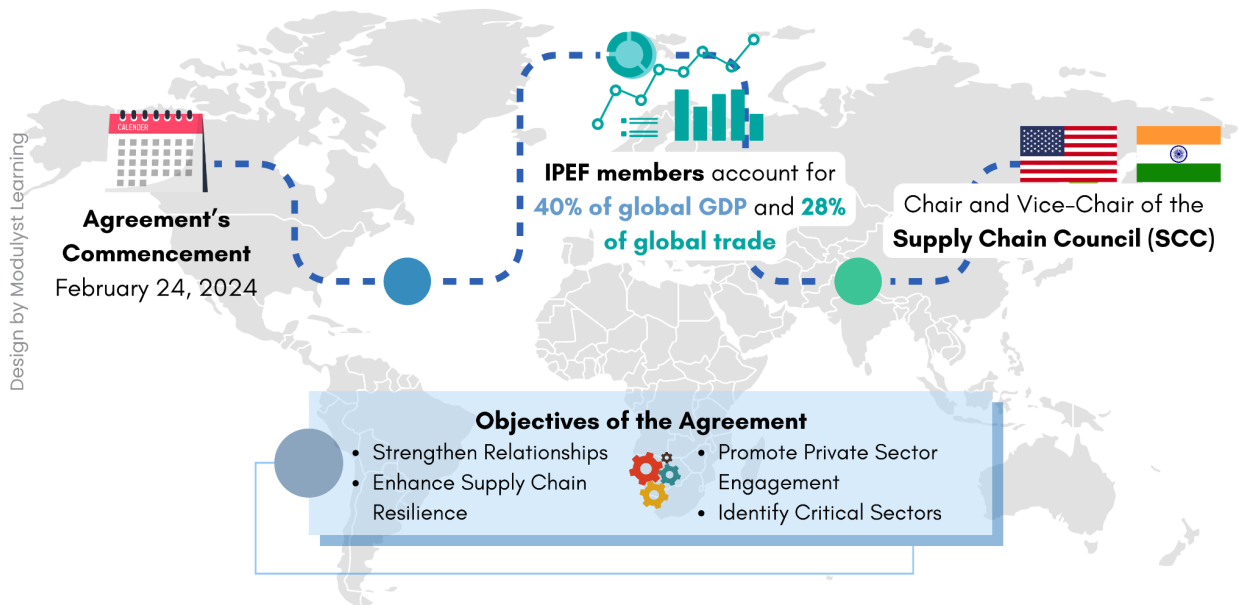 Design by Modulyst Learning
CALENDER
Agreement's
Commencement
February 24, 2024
IPEF members account for
40% of global GDP and 28%
of global trade
Chair and Vice-Chair of the
Supply Chain Council (SCC)
Objectives of the Agreement
• Strengthen Relationships
• Enhance Supply Chain
Resilience
• Promote Private Sector
Engagement
• Identify Critical Sectors